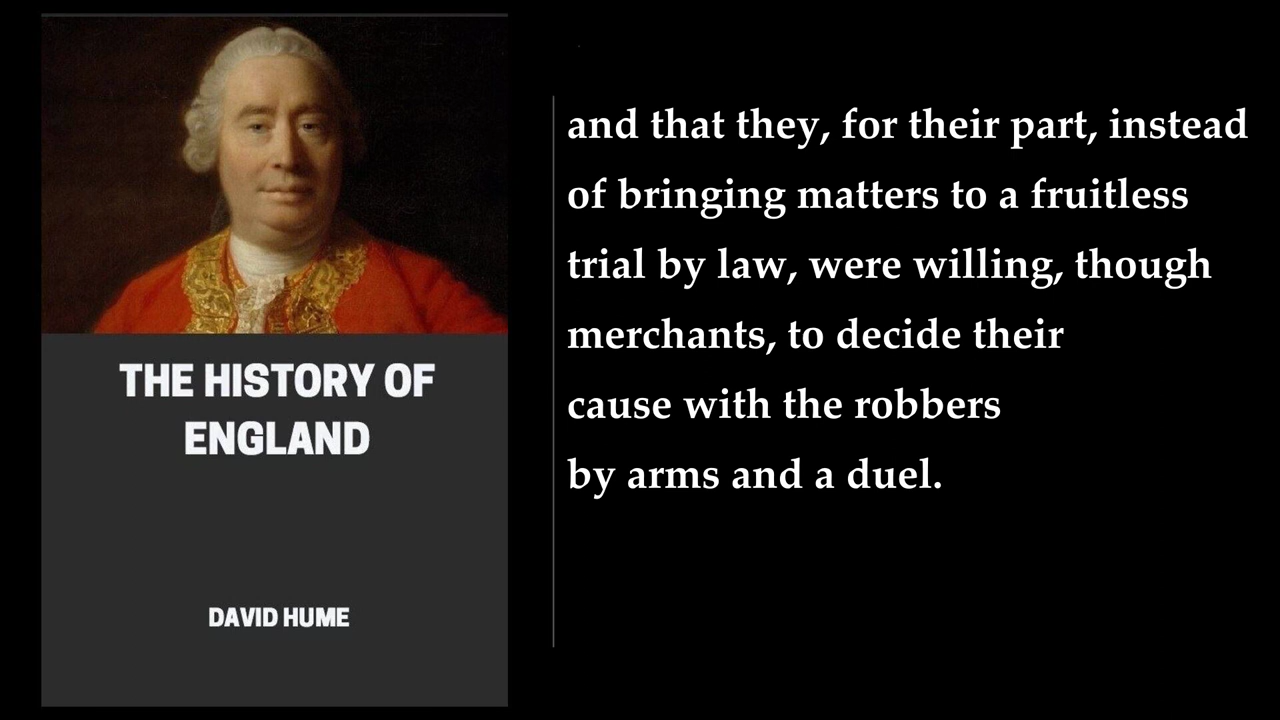 THE HISTORY OF
ENGLAND
DAVID HUME
and that they, for their part, instead
of bringing matters to a fruitless
trial by law, were willing, though
merchants, to decide their
cause with the robbers
by arms and a duel.